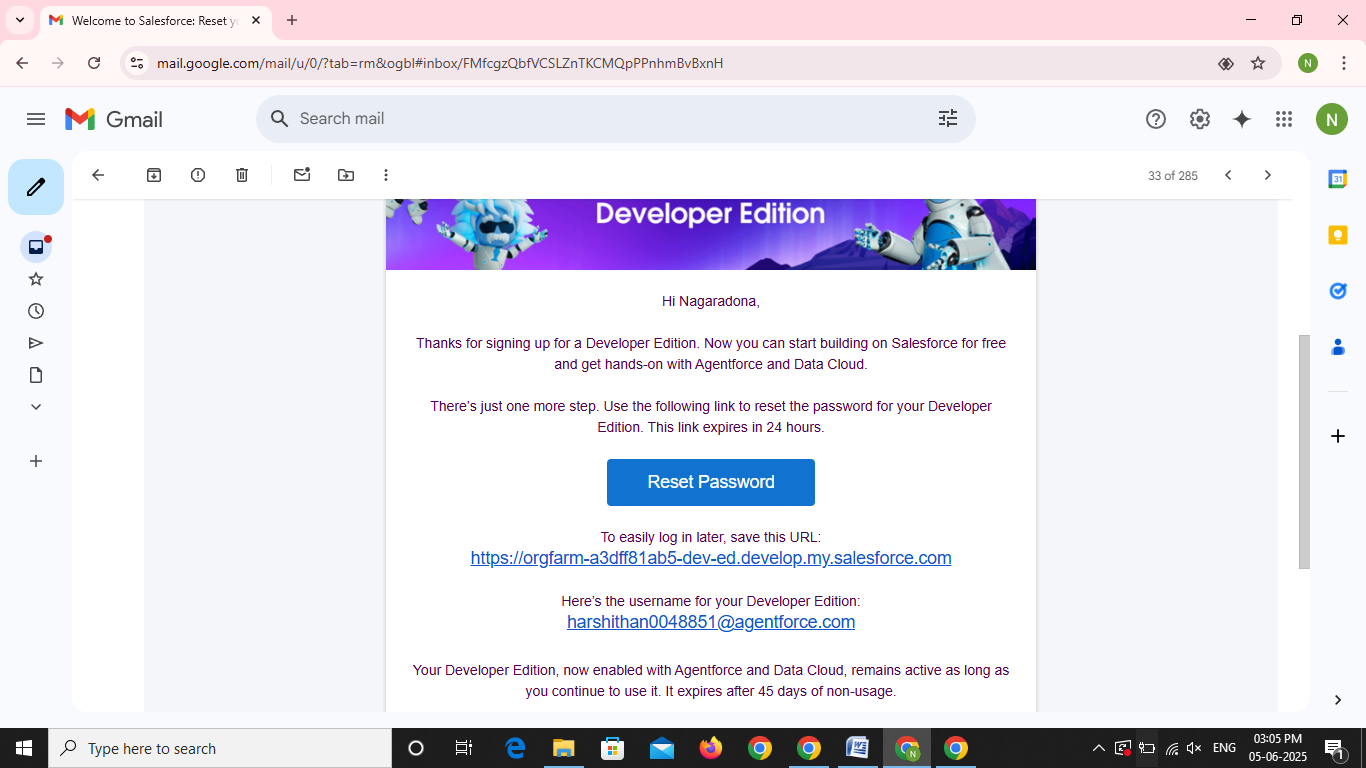 Welcome to Salesforce: Reset yo
mail.google.com/mail/u/0/?tab=rm&ogbl#inbox/FMfcgzQbfVCSLZnTKCMQpPPnhmBvBxnH
N
Gmail
Search mail
N
33 of 285
31
Developer Edition
Hi Nagaradona,
Thanks for signing up for a Developer Edition. Now you can start building on Salesforce for free
and get hands-on with Agentforce and Data Cloud.
There's just one more step. Use the following link to reset the password for your Developer
Edition. This link expires in 24 hours.
Reset Password
To easily log in later, save this URL:
https://orgfarm-a3dff81ab5-dev-ed.develop.my.salesforce.com
Here's the username for your Developer Edition:
harshithan0048851@agentforce.com
Your Developer Edition, now enabled with Agentforce and Data Cloud, remains active as long as
you continue to use it. It expires after 45 days of non-usage.
Type here to search
W
N
ENG
03:05 PM
05-06-2025
1